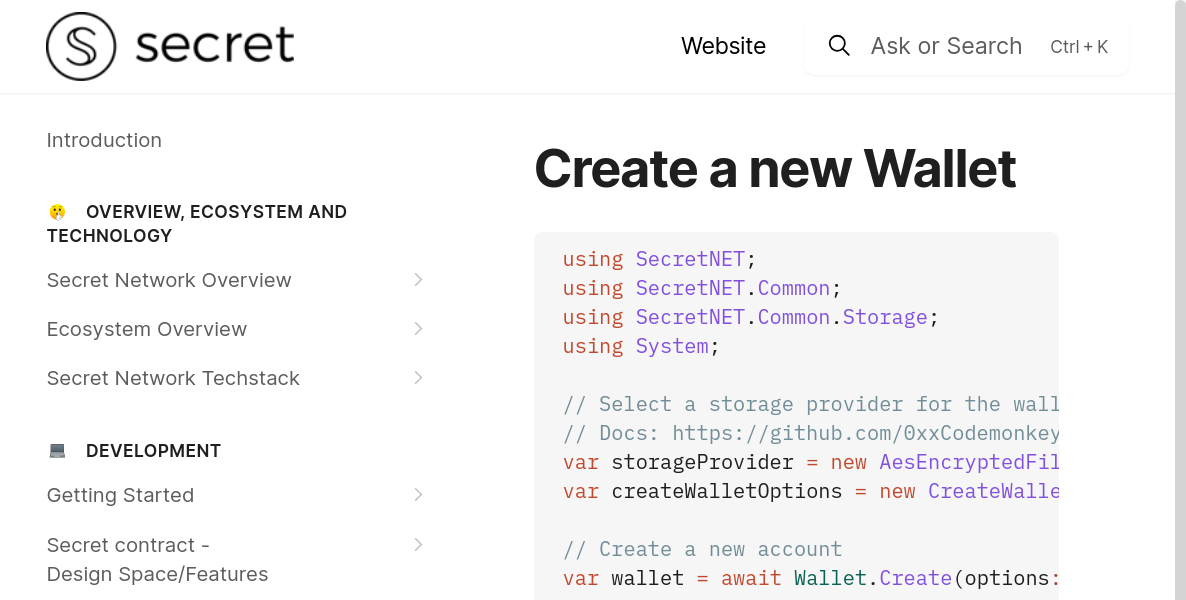 secret
Website
Ask or Search Ctrl + K
Introduction
OVERVIEW, ECOSYSTEM AND
TECHNOLOGY
Secret Network Overview
Ecosystem Overview
Secret Network Techstack
DEVELOPMENT
Getting Started
Secret contract -
Design Space/Features
Create a new Wallet
using SecretNET;
using SecretNET.Common;
using SecretNET.Common.Storage;
using System;
// Select a storage provider for the wall
// Docs: https://github.com/0xxCodemonkey
var storageProvider = new AesEncryptedFil
var createWalletOptions = new CreateWalle
// Create a new account
var wallet = await Wallet.Create(options: